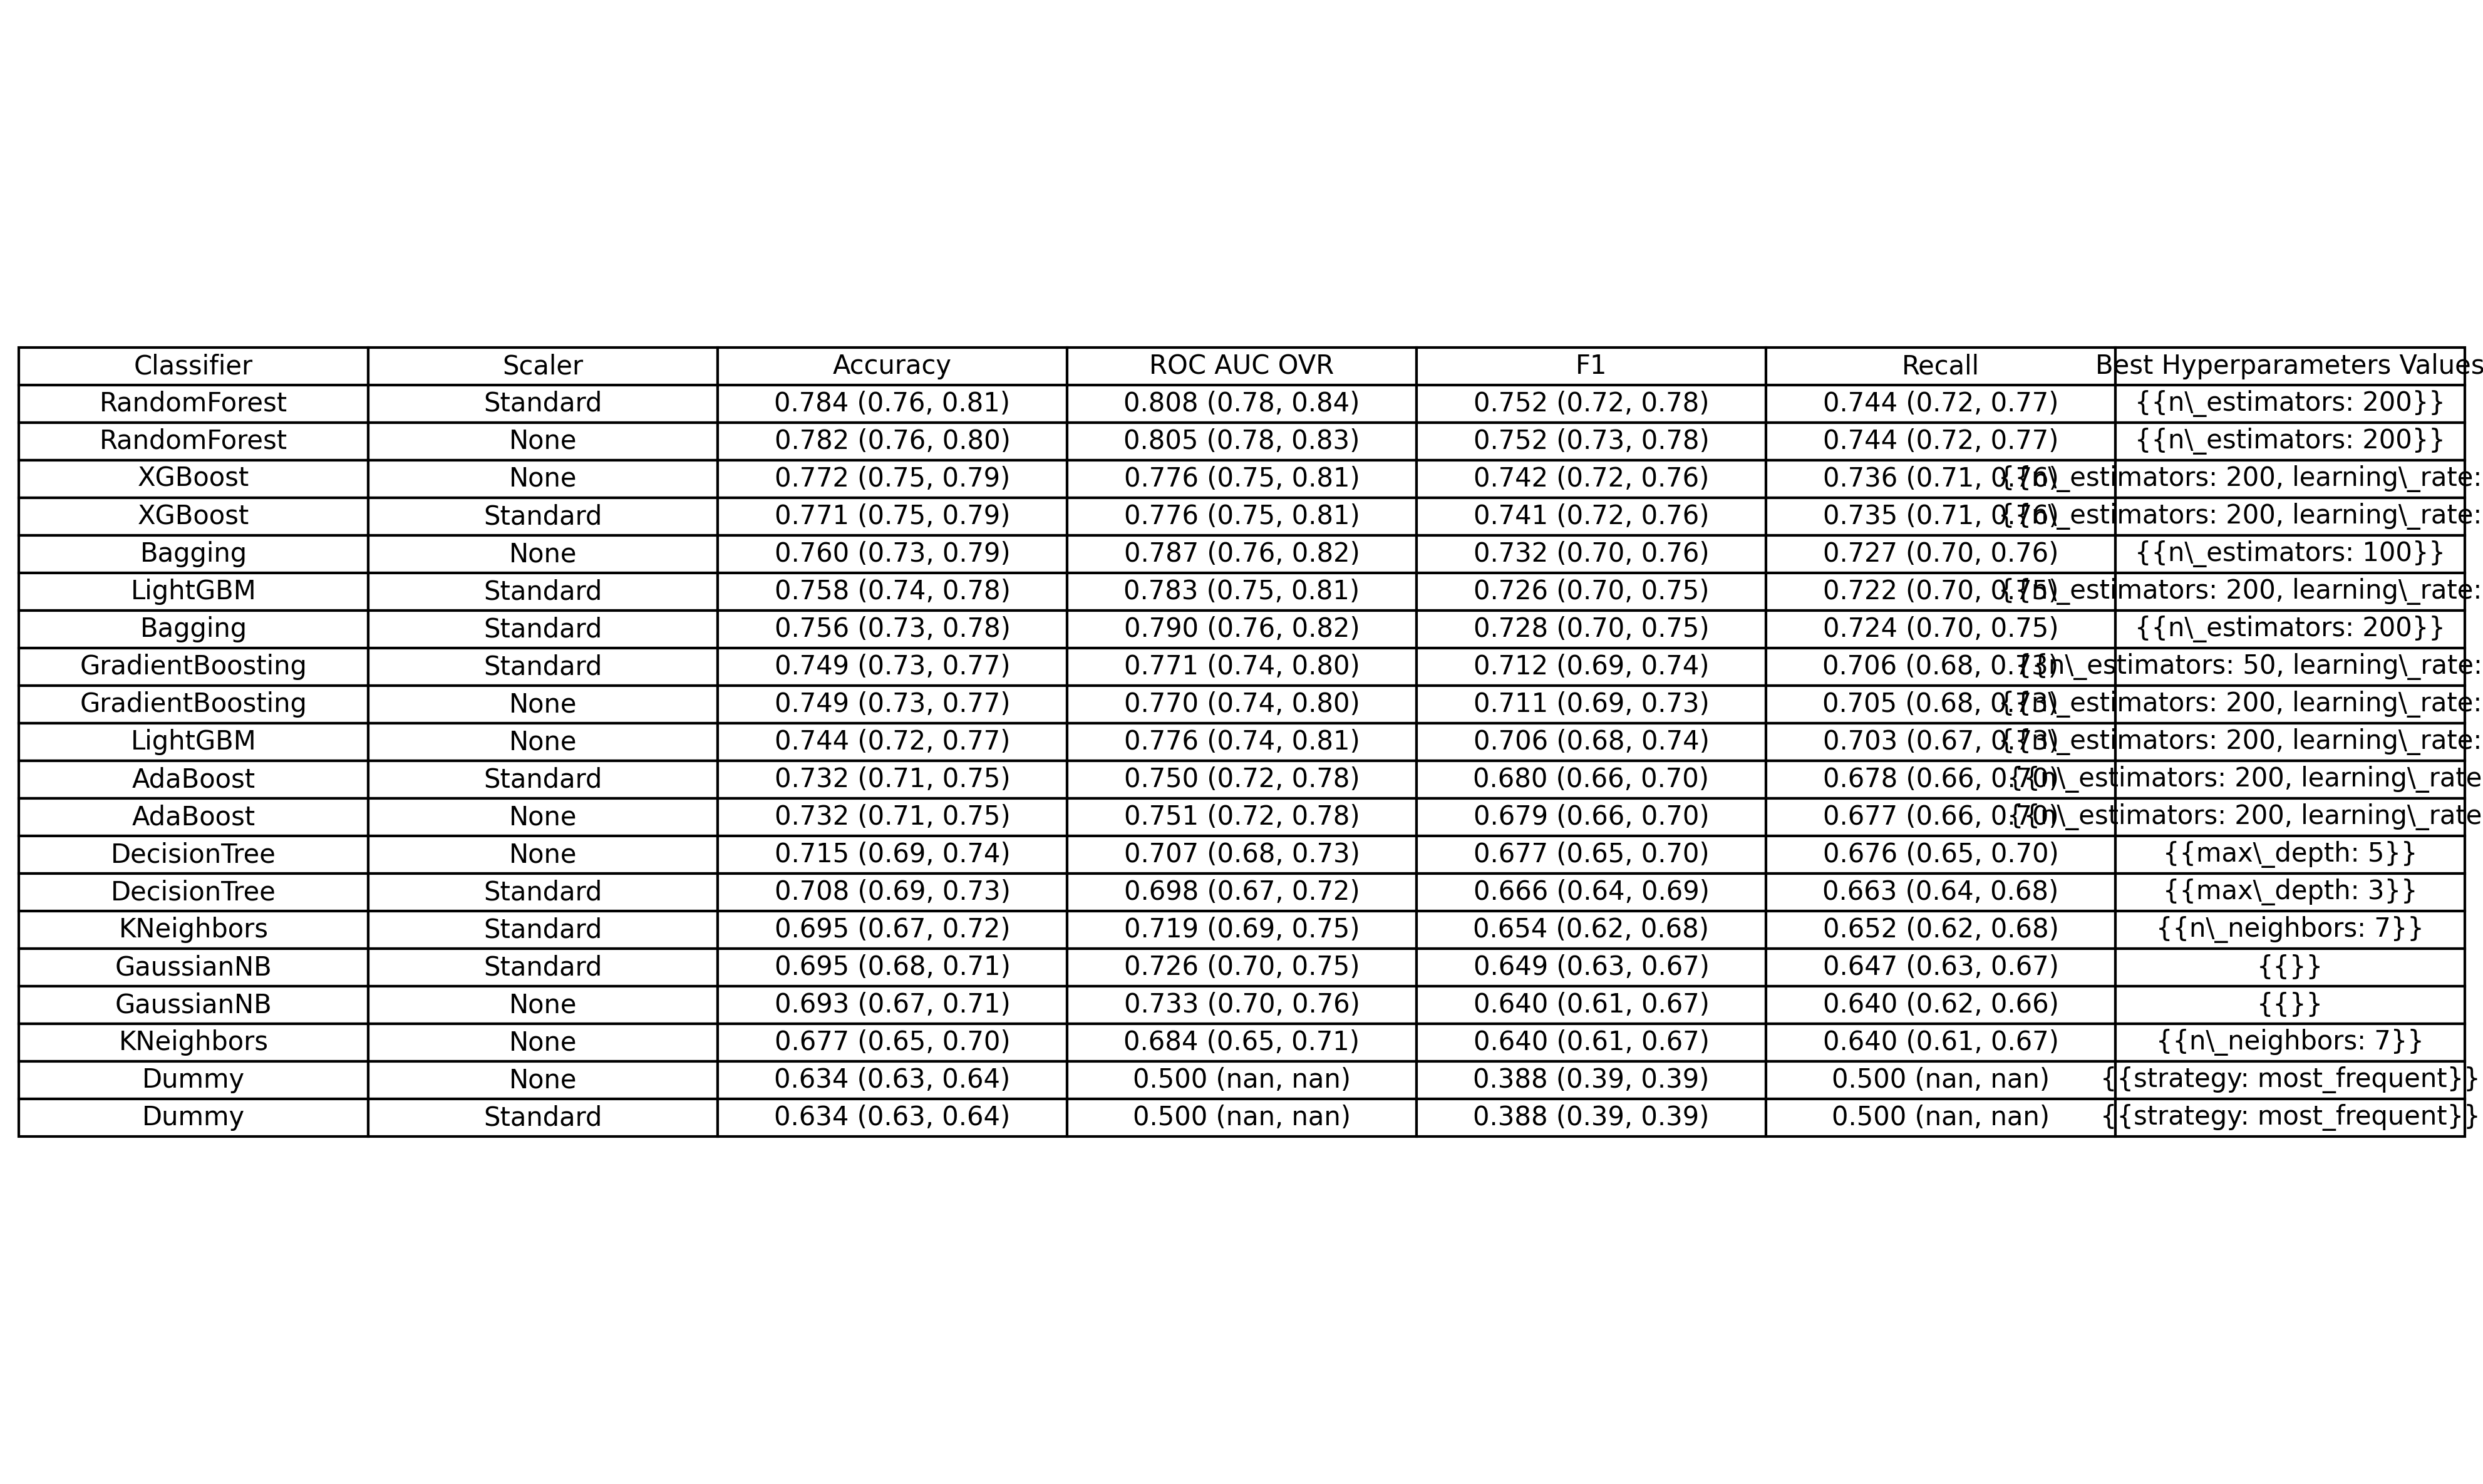 Classifier Scaler Accuracy ROC AUC OVR F1 Recall Best Hyperparameters Values
RandomForest Standard 0.784 (0.76, 0.81) 0.808 (0.78, 0.84) 0.752 (0.72, 0.78) 0.744 (0.72, 0.77) {{n\_estimators: 200}}
RandomForest None 0.782 (0.76, 0.80) 0.805 (0.78, 0.83) 0.752 (0.73, 0.78) 0.744 (0.72, 0.77) {{n\_estimators: 200}}
XGBoost None 0.772 (0.75, 0.79) 0.776 (0.75, 0.81) 0.742 (0.72, 0.76) 0.736 (0.71, 0.76) {{n\_estimators: 200, learning\_rate:
XGBoost Standard 0.771 (0.75, 0.79) 0.776 (0.75, 0.81) 0.741 (0.72, 0.76) 0.735 (0.71, 0.76) {{n\_estimators: 200, learning\_rate:
Bagging None 0.760 (0.73, 0.79) 0.787 (0.76, 0.82) 0.732 (0.70, 0.76) 0.727 (0.70, 0.76) {{n\_estimators: 100}}
LightGBM Standard 0.758 (0.74, 0.78) 0.783 (0.75, 0.81) 0.726 (0.70, 0.75) 0.722 (0.70, 0.75) {{n\_estimators: 200, learning\_rate:
Bagging Standard 0.756 (0.73, 0.78) 0.790 (0.76, 0.82) 0.728 (0.70, 0.75) 0.724 (0.70, 0.75) {{n\_estimators: 200}}
GradientBoosting Standard 0.749 (0.73, 0.77) 0.771 (0.74, 0.80) 0.712 (0.69, 0.74) 0.706 (0.68, 0.73) {{n\_estimators: 50, learning\_rate:
GradientBoosting None 0.749 (0.73, 0.77) 0.770 (0.74, 0.80) 0.711 (0.69, 0.73) 0.705 (0.68, 0.73) {{n\_estimators: 200, learning\_rate:
LightGBM None 0.744 (0.72, 0.77) 0.776 (0.74, 0.81) 0.706 (0.68, 0.74) 0.703 (0.67, 0.73) {{n\_estimators: 200, learning\_rate:
AdaBoost Standard 0.732 (0.71, 0.75) 0.750 (0.72, 0.78) 0.680 (0.66, 0.70) 0.678 (0.66, 0.70) {{n\_estimators: 200, learning\_rate
AdaBoost None 0.732 (0.71, 0.75) 0.751 (0.72, 0.78) 0.679 (0.66, 0.70) 0.677 (0.66, 0.70) {{n\_estimators: 200, learning\_rate
DecisionTree None 0.715 (0.69, 0.74) 0.707 (0.68, 0.73) 0.677 (0.65, 0.70) 0.676 (0.65, 0.70) {{max\_depth: 5}}
DecisionTree Standard 0.708 (0.69, 0.73) 0.698 (0.67, 0.72) 0.666 (0.64, 0.69) 0.663 (0.64, 0.68) {{max\_depth: 3}}
KNeighbors Standard 0.695 (0.67, 0.72) 0.719 (0.69, 0.75) 0.654 (0.62, 0.68) 0.652 (0.62, 0.68) {{n\_neighbors: 7}}
GaussianNB Standard 0.695 (0.68, 0.71) 0.726 (0.70, 0.75) 0.649 (0.63, 0.67) 0.647 (0.63, 0.67) {{}}
GaussianNB None 0.693 (0.67, 0.71) 0.733 (0.70, 0.76) 0.640 (0.61, 0.67) 0.640 (0.62, 0.66) {{}}
KNeighbors None 0.677 (0.65, 0.70) 0.684 (0.65, 0.71) 0.640 (0.61, 0.67) 0.640 (0.61, 0.67) {{n\_neighbors: 7}}
Dummy None 0.634 (0.63, 0.64) 0.500 (nan, nan) 0.388 (0.39, 0.39) 0.500 (nan, nan) {{strategy: most_frequent}}
Dummy Standard 0.634 (0.63, 0.64) 0.500 (nan, nan) 0.388 (0.39, 0.39) 0.500 (nan, nan) {{strategy: most_frequent}}